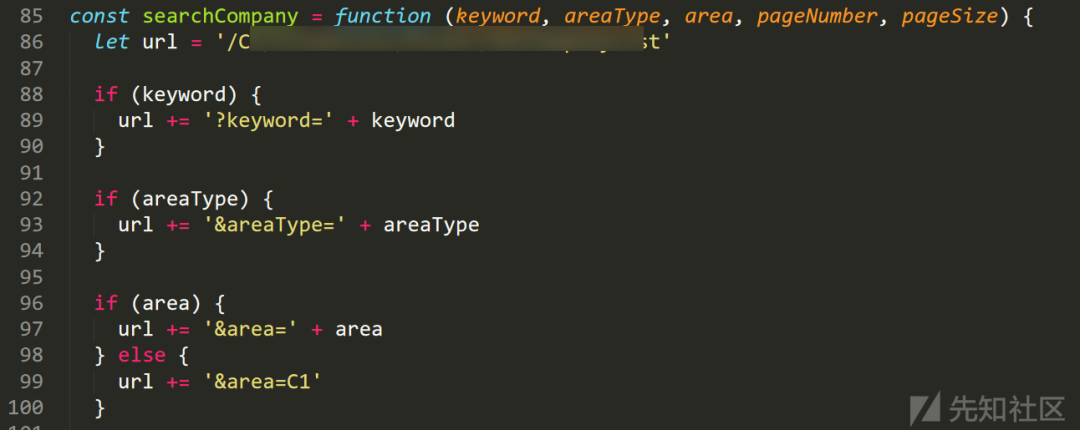 85 const searchCompany = function (keyword, areaType, area, pageNumber, pageSize) {
86 let url = '/C st'
87
88 if (keyword) {
89 url += '?keyword=' + keyword
90 }
91
92 if (areaType) {
93 url += '&areaType=' + areaType
94 }
95
96 if (area) {
97 url += '&area=' + area
98 } else {
99 url += '&area=C1'
100 }
先知社区